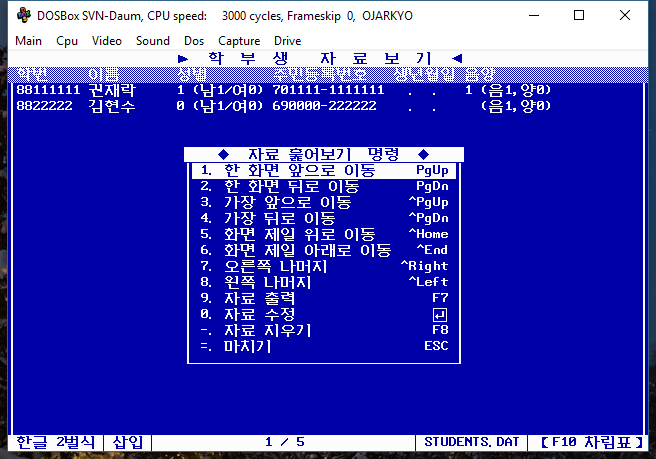 DOSBox SVN-Daum, CPU speed: 3000 cycles, Frameskip 0, OJARKYO
Main Cpu Video Sound Dos Capture Drive
▶ 학 부 생 자 료 보 기 ◀
학번 이름 성별 주민등록번호 생년월일 음양
88111111 권재락 1 (남1/여0) 701111-1111111 . . 1 (음1,양0)
8822222 김현수 0 (남1/여0) 690000-222222 . . (음1,양0)
◆ 자료 훑어보기 명령 ◆
1. 한 화면 앞으로 이동 PgUp
2. 한 화면 뒤로 이동 PgDn
3. 가장 앞으로 이동 ^PgUp
4. 가장 뒤로 이동 ^PgDn
5. 화면 제일 위로 이동 ^Home
6. 화면 제일 아래로 이동 ^End
7. 오른쪽 나머지 ^Right
8. 왼쪽 나머지 ^Left
9. 자료 출력 F7
0. 자료 수정 ↵
-. 자료 지우기 F8
=. 마치기 ESC
한글 2벌식 삽입 1 / 5 STUDENTS.DAT 【F10 차림표】